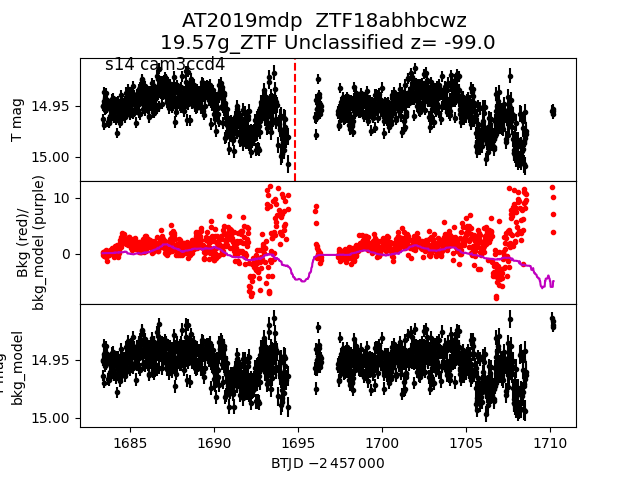 AT2019mdp  ZTF18abhbcwz
19.57g_ZTF Unclassified z= -99.0
s14 cam3ccd4
T mag
14.95
15.00
Bkg (red)/
bkg_model (purple)
10
0
bkg_model
14.95
15.00
1685
1690
1695
1700
1705
1710
BTJD −2 457 000